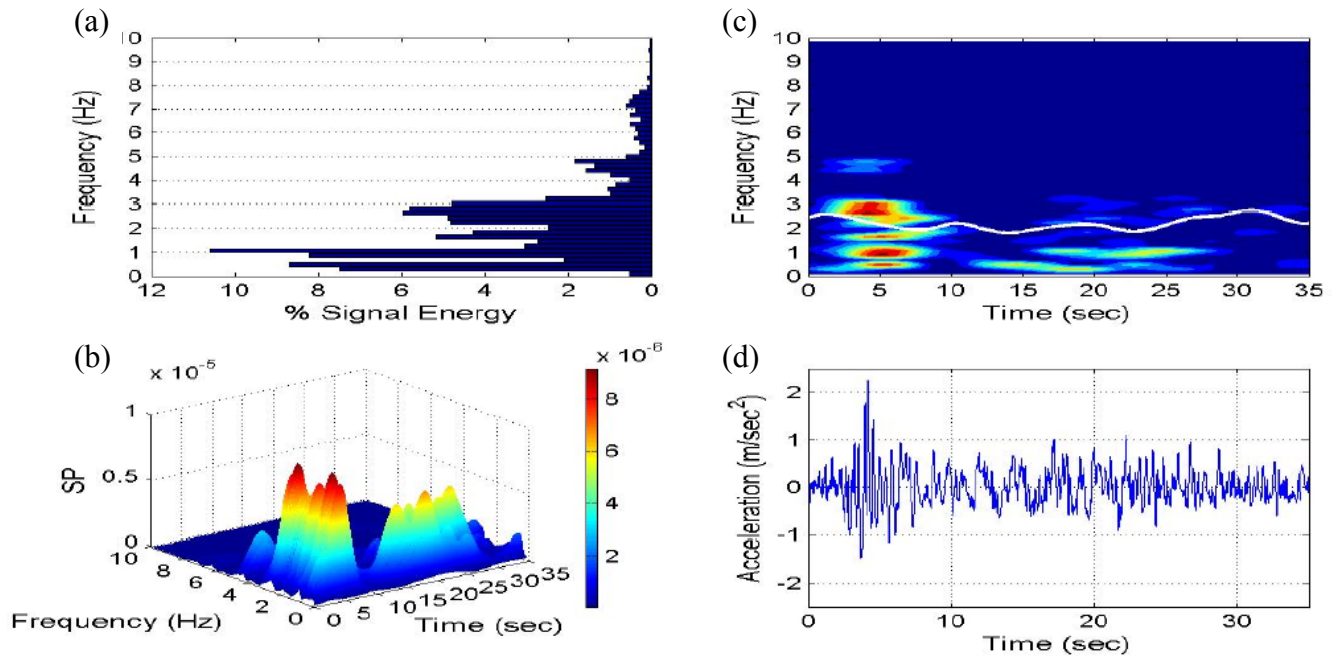 (a)
10
9
8
7
6
5
4
3
2
1
0
Frequency (Hz)
12 10 8 6 4 2 0
% Signal Energy
(c)
10
9
8
7
6
5
4
3
2
1
0
Frequency (Hz)
0 5 10 15 20 25 30 35
Time (sec)
(b)
x 10-5
1
0.5
0
SP
10 8 6 4 2 0
Frequency (Hz)
0 5 10 15 20 25 30 35
Time (sec)
x 10-6
8
6
4
2
(d)
2
1
0
-1
-2
Acceleration (m/sec2)
0 10 20 30
Time (sec)